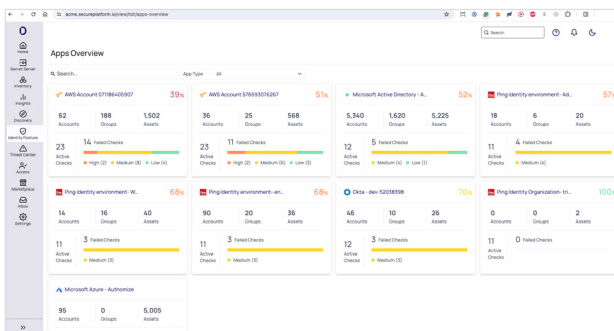 acme.secureplatform.io/view/hbl/apps-overview
Search
Home
Secret Server
Inventory
Insights
Discovery
Identity Posture
Threat Center
Access
Marketplace
Inbox
Settings
Apps Overview
Search...
App Type All
AWS Account 071186405907 39%
62 188 1,502
Accounts Groups Assets
23 Active Checks
14 Failed Checks
High (2) Medium (8) Low (4)
AWS Account 576593076267 51%
36 25 568
Accounts Groups Assets
23 Active Checks
11 Failed Checks
High (2) Medium (6) Low (3)
Microsoft Active Directory - A... 52%
5,340 1,620 5,225
Accounts Groups Assets
12 Active Checks
5 Failed Checks
Medium (4) Low (1)
Ping Identity environment- Ad... 57%
18 6 20
Accounts Groups Assets
11 Active Checks
4 Failed Checks
Medium (4)
Ping Identity environment- W... 68%
14 16 40
Accounts Groups Assets
11 Active Checks
3 Failed Checks
Medium (3)
Ping Identity environment- en... 68%
90 20 36
Accounts Groups Assets
11 Active Checks
3 Failed Checks
Medium (3)
Okta - dev-52038398 70%
46 10 26
Accounts Groups Assets
12 Active Checks
3 Failed Checks
Medium (3)
Ping Identity Organization- tri... 100%
0 0 2
Accounts Groups Assets
11 Active Checks
0 Failed Checks
Microsoft Azure - Authomize
95 0 5,005
Accounts Groups Assets